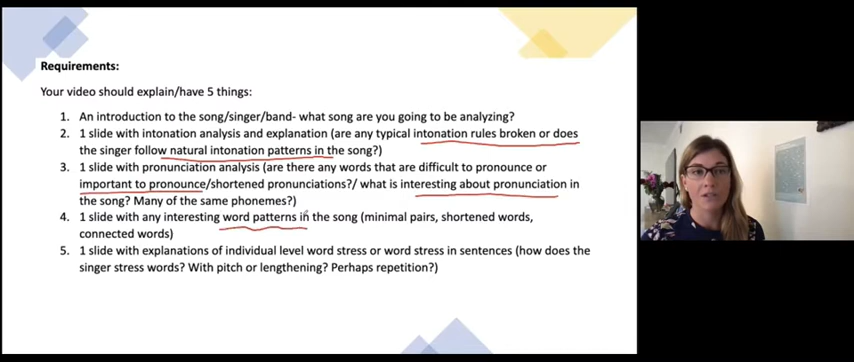 Requirements:
Your video should explain/have 5 things:
1. An introduction to the song/singer/band- what song are you going to be analyzing?
2. 1 slide with intonation analysis and explanation (are any typical intonation rules broken or does
the singer follow natural intonation patterns in the song?)
3. 1 slide with pronunciation analysis (are there any words that are difficult to pronounce or
important to pronounce/shortened pronunciations?/ what is interesting about pronunciation in
the song? Many of the same phonemes?)
4. 1 slide with any interesting word patterns in the song (minimal pairs, shortened words,
connected words)
5. 1 slide with explanations of individual level word stress or word stress in sentences (how does the
singer stress words? With pitch or lengthening? Perhaps repetition?)